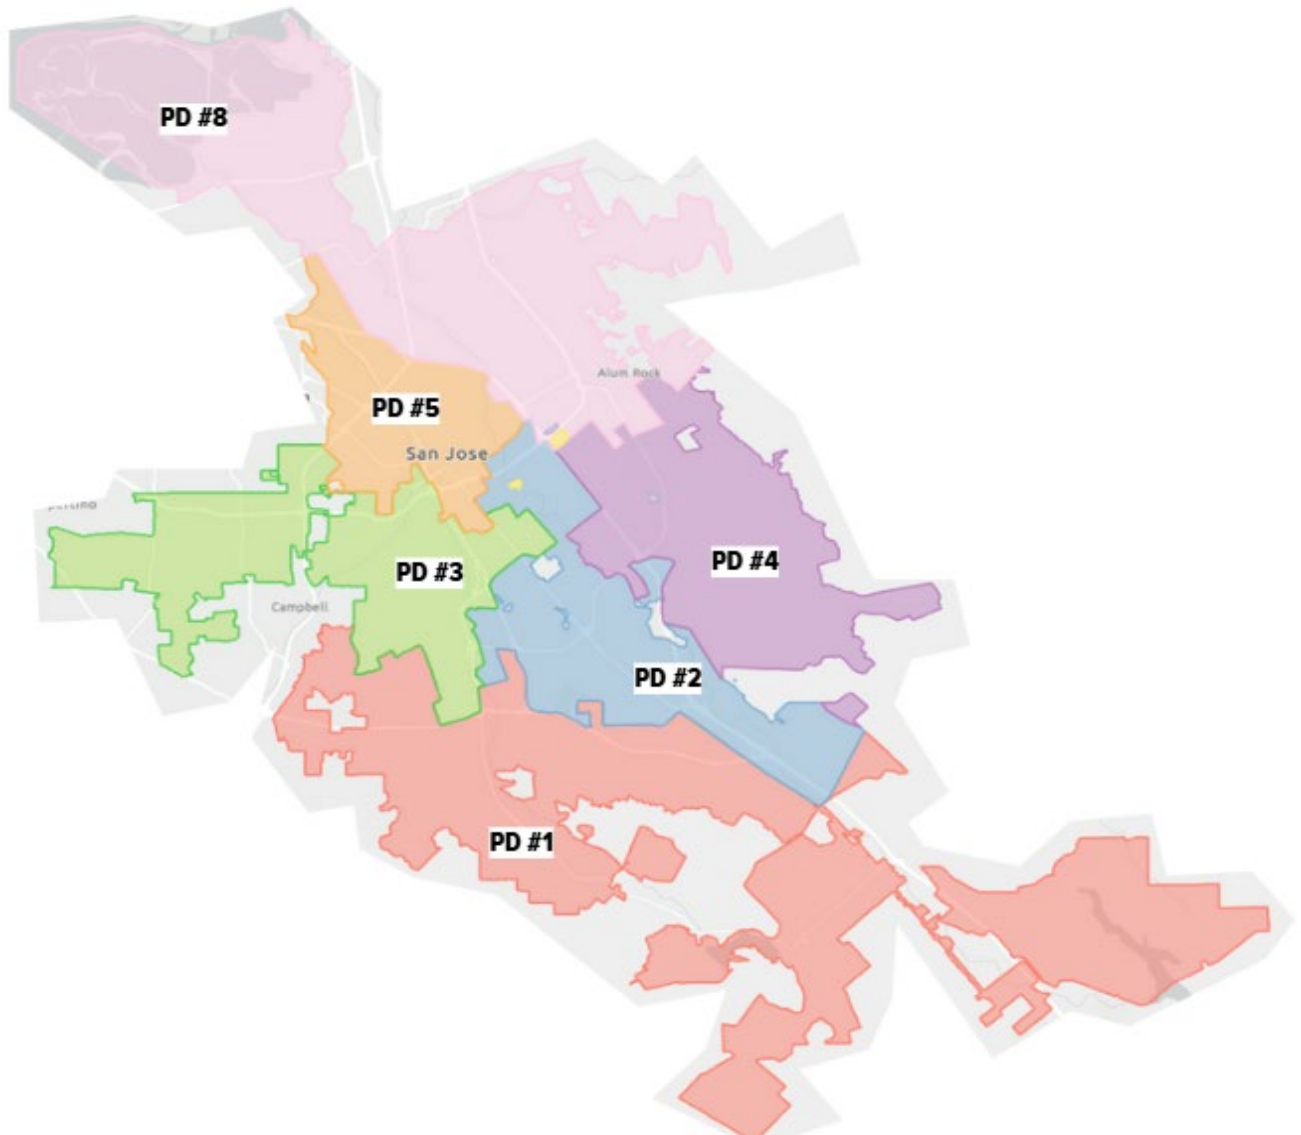 PD #8
Alum Rock
PD #5
San Jose
PD #4
PD #3
Campbell
PD #2
PD #1